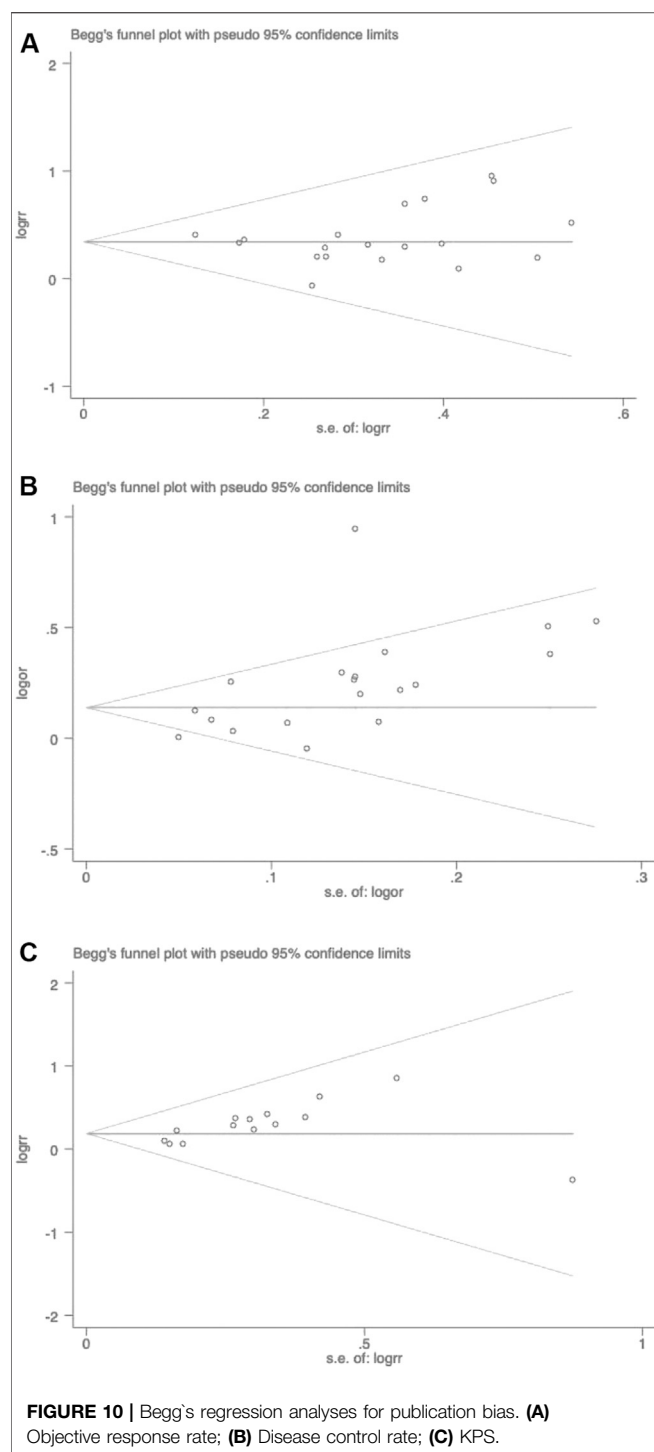 A
Begg's funnel plot with pseudo 95% confidence limits
2
1
0
-1
logrr
0
.2
.4
.6
s.e. of: logrr
B
Begg's funnel plot with pseudo 95% confidence limits
1
.5
0
-.5
logor
0
.1
.2
.3
s.e. of: logor
C
Begg's funnel plot with pseudo 95% confidence limits
2
1
0
-1
-2
logrr
0
.5
1
s.e. of: logrr
FIGURE 10 | Begg`s regression analyses for publication bias. (A)
Objective response rate; (B) Disease control rate; (C) KPS.